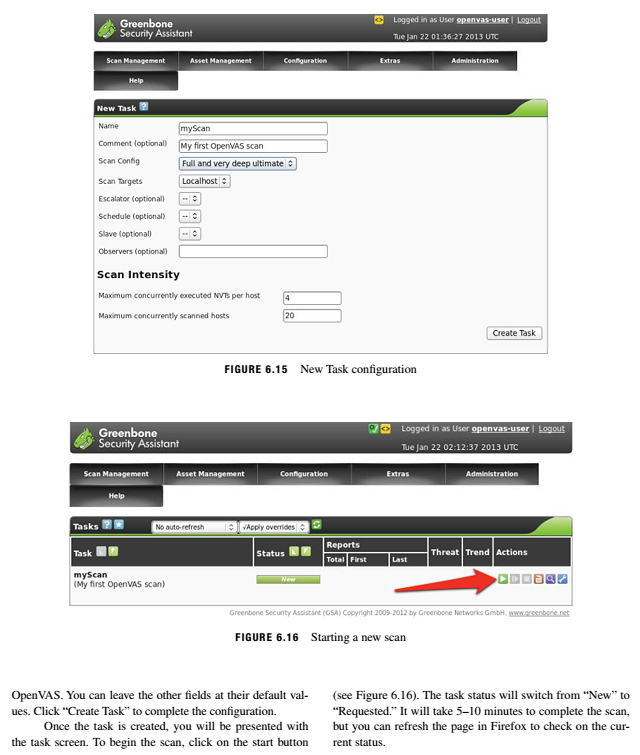 Greenbone
Security Assistant
Logged in as User openvas-user | Logout
Tue Jan 22 01:36:27 2013 UTC
Scan Management Asset Management Configuration Extras Administration
Help
New Task ?
Name myScan
Comment (optional) My first OpenVAS scan
Scan Config Full and very deep ultimate
Scan Targets Localhost
Escalator (optional) --
Schedule (optional) --
Slave (optional) --
Observers (optional)
Scan Intensity
Maximum concurrently executed NVTs per host 4
Maximum concurrently scanned hosts 20
Create Task
FIGURE 6.15 New Task configuration
Greenbone
Security Assistant
Logged in as User openvas-user | Logout
Tue Jan 22 02:12:37 2013 UTC
Scan Management Asset Management Configuration Extras Administration
Help
Tasks ? No auto-refresh √Apply overrides
Task Status Reports Threat Trend Actions
Total First Last
myScan New
(My first OpenVAS scan)
Greenbone Security Assistant (GSA) Copyright 2009-2012 by Greenbone Networks GmbH, www.greenbone.net
FIGURE 6.16 Starting a new scan
OpenVAS. You can leave the other fields at their default val-
ues. Click “Create Task” to complete the configuration.
Once the task is created, you will be presented with
the task screen. To begin the scan, click on the start button
(see Figure 6.16). The task status will switch from “New” to
“Requested.” It will take 5–10 minutes to complete the scan,
but you can refresh the page in Firefox to check on the cur-
rent status.